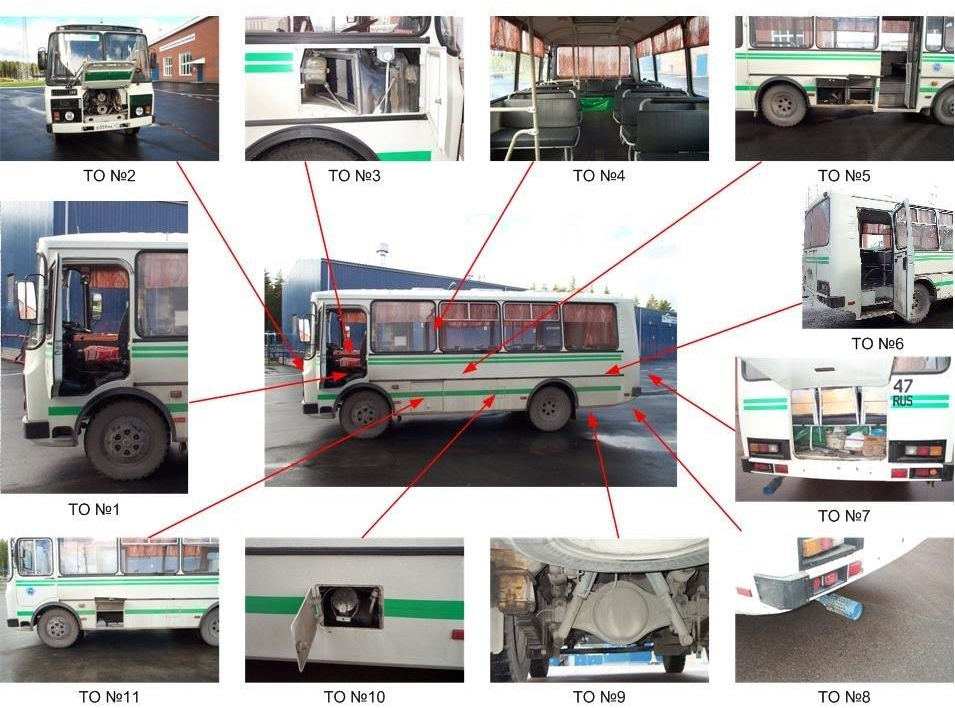 ТО №2
ТО №3
ТО №4
ТО №5
ТО №6
47
RUS
ТО №1
ТО №7
ТО №11
ТО №10
ТО №9
ТО №8